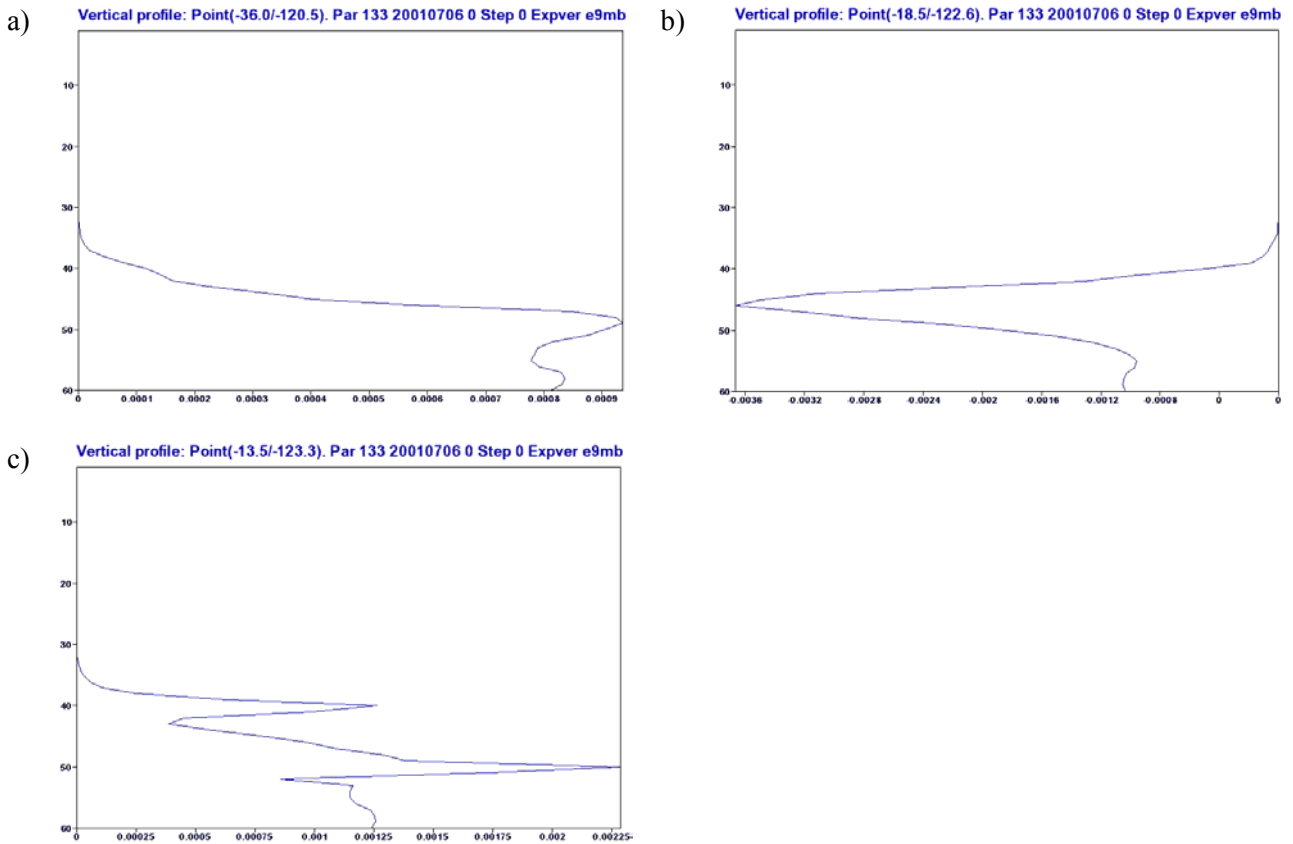 a)
Vertical profile: Point(-36.0/-120.5). Par 133 20010706 0 Step 0 Expver e9mb
10
20
30
40
50
60
0 0.0001 0.0002 0.0003 0.0004 0.0005 0.0006 0.0007 0.0008 0.0009
b)
Vertical profile: Point(-18.5/-122.6). Par 133 20010706 0 Step 0 Expver e9mb
10
20
30
40
50
60
-0.0036 -0.0032 -0.0028 -0.0024 -0.002 -0.0016 -0.0012 -0.0008 0 0
c)
Vertical profile: Point(-13.5/-123.3). Par 133 20010706 0 Step 0 Expver e9mb
10
20
30
40
50
60
0 0.00025 0.0005 0.00075 0.001 0.00125 0.0015 0.00175 0.002 0.00225